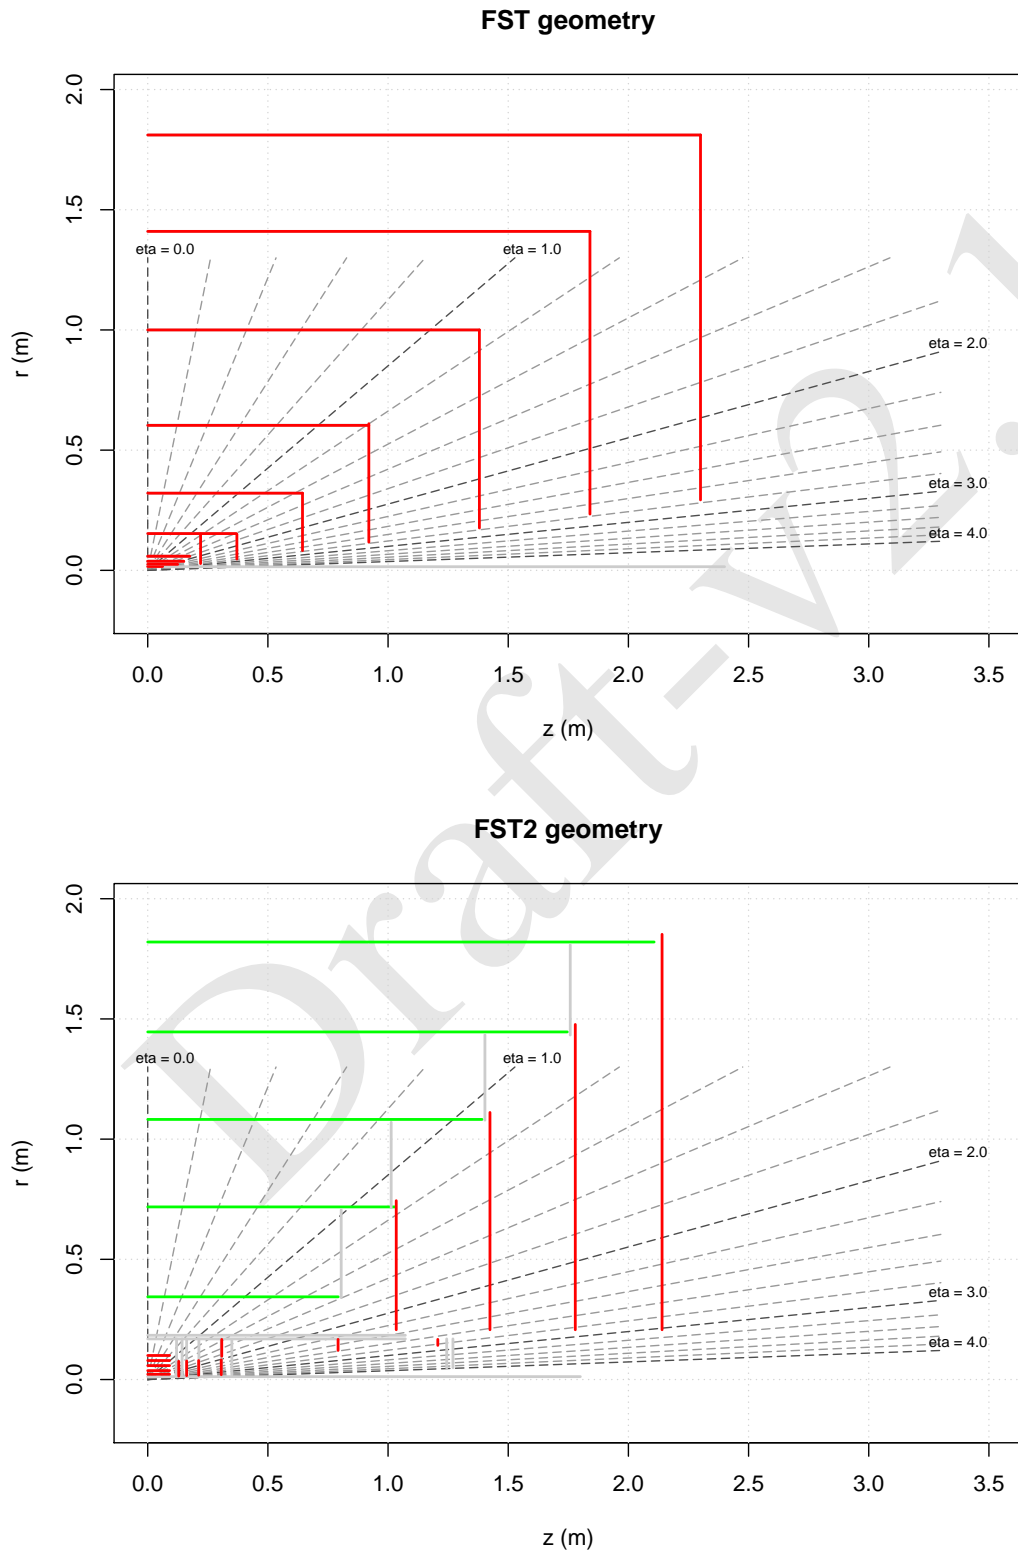 FST geometry
2.0
1.5
eta = 0.0
eta = 1.0
1.0
eta = 2.0
r (m)
0.5
eta = 3.0
eta = 4.0
0.0
0.0 0.5 1.0 1.5 2.0 2.5 3.0 3.5
z (m)
FST2 geometry
2.0
1.5
eta = 0.0
eta = 1.0
1.0
eta = 2.0
r (m)
0.5
eta = 3.0
eta = 4.0
0.0
0.0 0.5 1.0 1.5 2.0 2.5 3.0 3.5
z (m)
Draft-v2.1